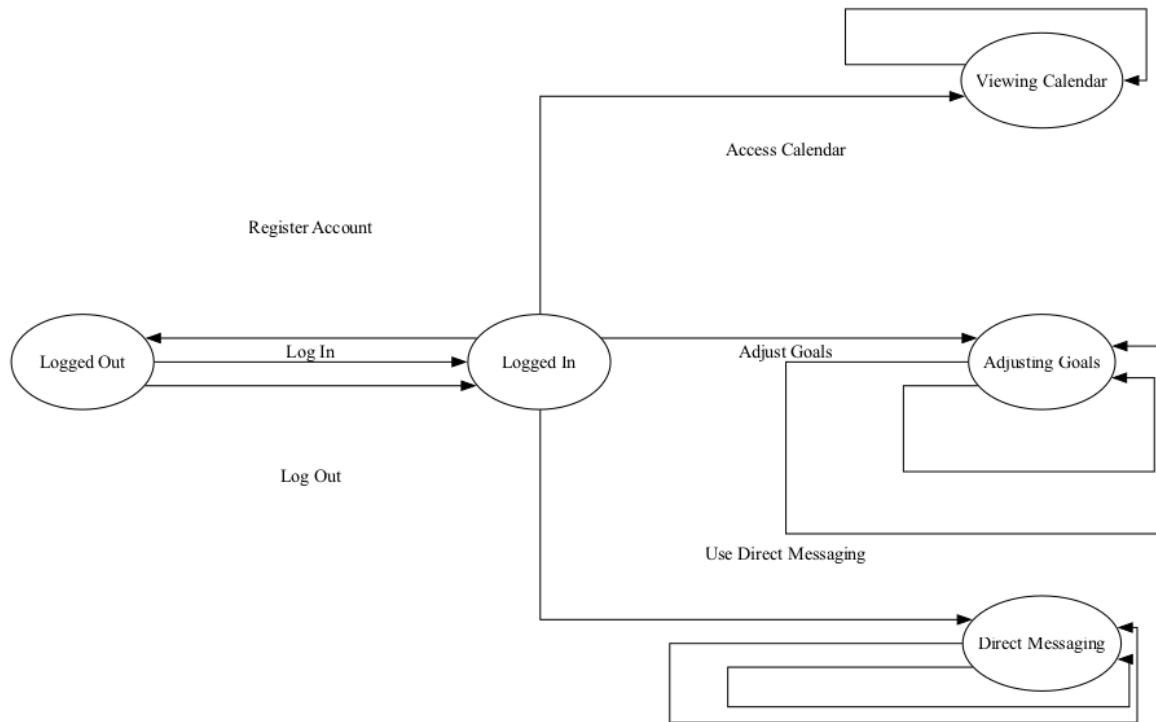 Viewing Calendar
Access Calendar
Register Account
Logged Out
Log In
Logged In
Adjust Goals
Adjusting Goals
Log Out
Use Direct Messaging
Direct Messaging